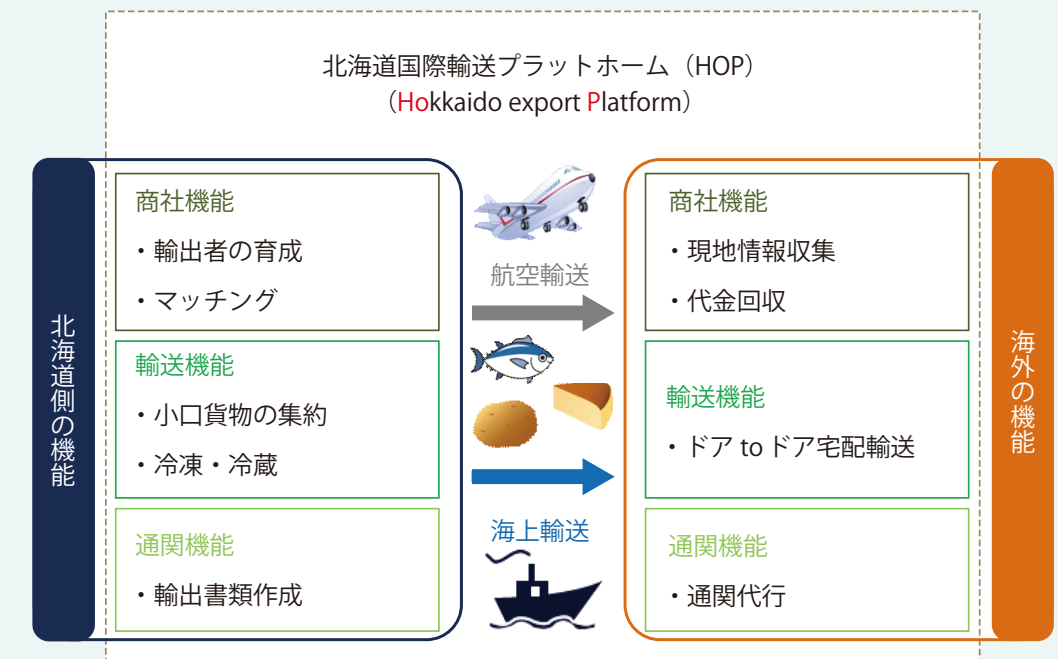 北海道国際輸送プラットホーム（HOP）
（Hokkaido export Platform）
北海道側の機能
商社機能
・輸出者の育成
・マッチング
輸送機能
・小口貨物の集約
・冷凍・冷蔵
通関機能
・輸出書類作成
航空輸送
海上輸送
商社機能
・現地情報収集
・代金回収
輸送機能
・ドア to ドア宅配輸送
通関機能
・通関代行
海外の機能